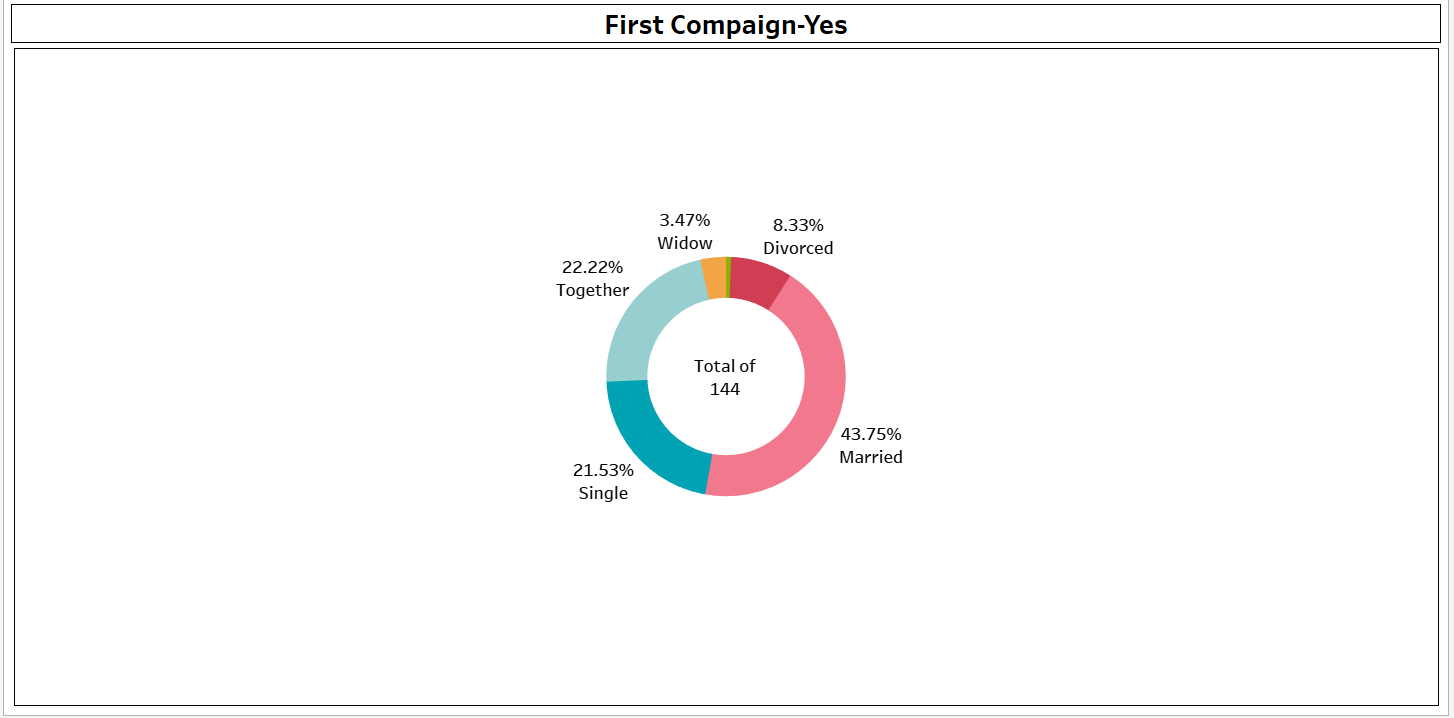 First Compaign-Yes
3.47%
Widow
8.33%
Divorced
22.22%
Together
Total of
144
43.75%
Married
21.53%
Single